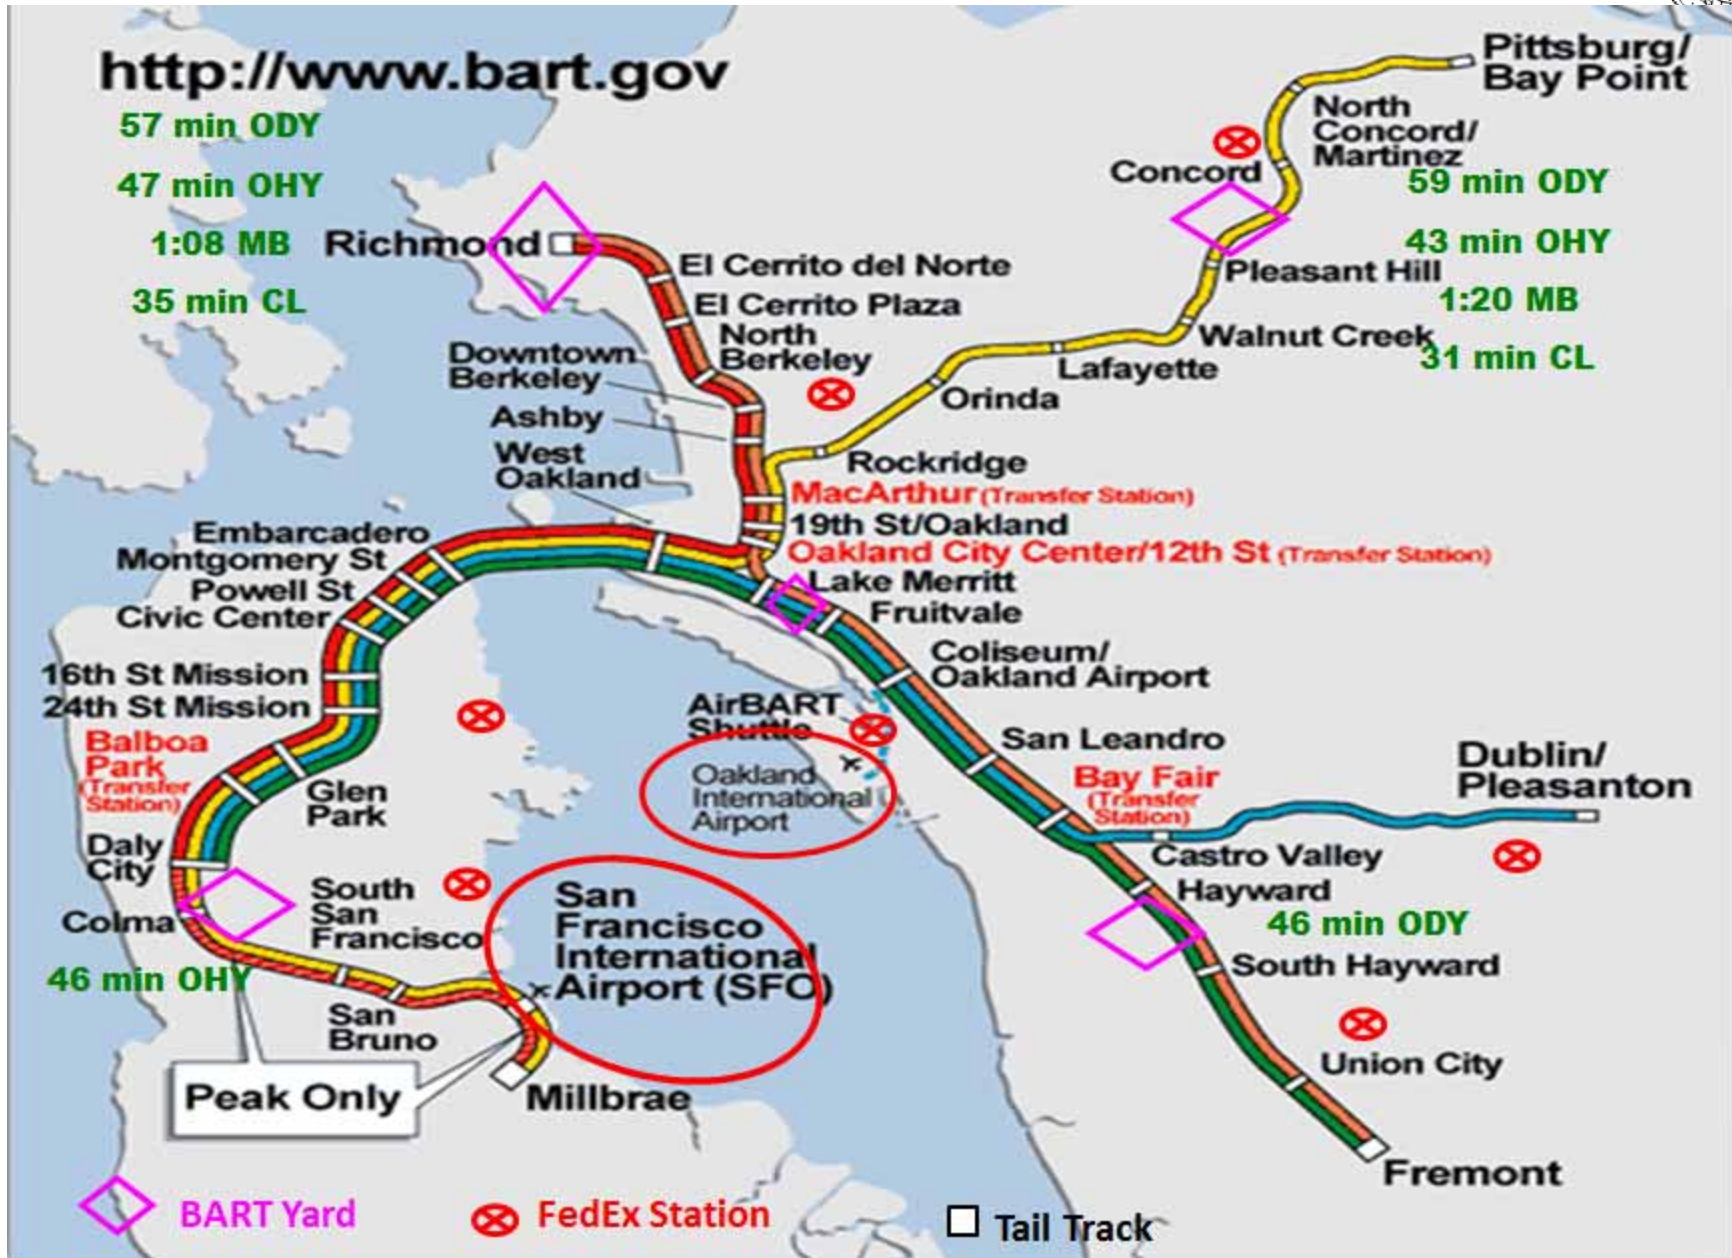 http://www.bart.gov
57 min ODY
47 min OHY
1:08 MB
35 min CL
Richmond
El Cerrito del Norte
El Cerrito Plaza
North
Berkeley
Downtown
Berkeley
Ashby
West
Oakland
Pittsburg/
Bay Point
North
Concord/
Martinez
Concord
59 min ODY
43 min OHY
1:20 MB
31 min CL
Pleasant Hill
Walnut Creek
Lafayette
Orinda
Rockridge
MacArthur (Transfer Station)
19th St/Oakland
Oakland City Center/12th St (Transfer Station)
Lake Merritt
Fruitvale
Coliseum/
Oakland Airport
Embarcadero
Montgomery St
Powell St
Civic Center
16th St Mission
24th St Mission
Balboa
Park
(Transfer
Station)
Glen
Park
Daly
City
Colma
South
San
Francisco
46 min OHY
San
Bruno
Peak Only
Millbrae
AirBART
Shuttle
Oakland
International
Airport
San
Francisco
International
Airport (SFO)
San Leandro
Bay Fair
(Transfer
Station)
Dublin/
Pleasanton
Castro Valley
Hayward
46 min ODY
South Hayward
Union City
Fremont
BART Yard
FedEx Station
Tail Track